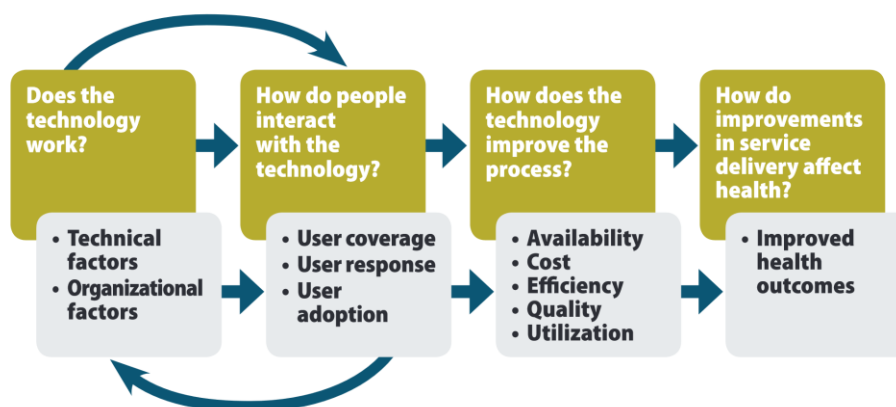 Does the
technology
work?
• Technical
factors
• Organizational
factors
How do people
interact
with the
technology?
• User coverage
• User response
• User
adoption
How does the
technology
improve the
process?
• Availability
• Cost
• Efficiency
• Quality
• Utilization
How do
improvements
in service
delivery affect
health?
• Improved
health
outcomes